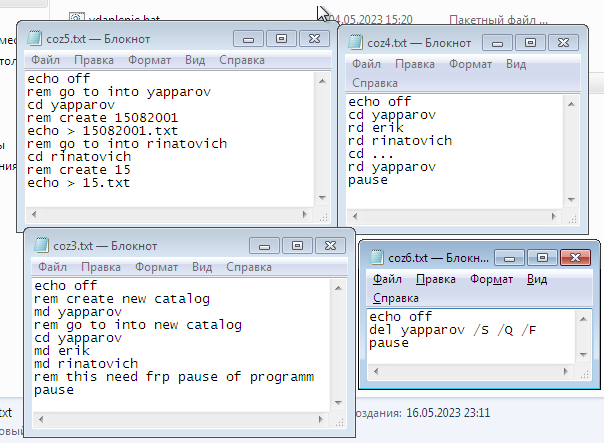 04.05.2023 15:20 Пакетный файл ...
coz5.txt — Блокнот
Файл Правка Формат Вид Справка
echo off
rem go to into yapparov
cd yapparov
rem create 15082001
echo > 15082001.txt
rem go to into rinatovich
cd rinatovich
rem create 15
echo > 15.txt
coz4.txt — Блокнот
Файл Правка Формат Вид
Справка
echo off
cd yapparov
rd erik
rd rinatovich
cd ...
rd yapparov
pause
coz3.txt — Блокнот
Файл Правка Формат Вид Справка
echo off
rem create new catalog
md yapparov
rem go to into new catalog
cd yapparov
md erik
md rinatovich
rem this need frp pause of programm
pause
coz6.txt — Блокн...
Файл Правка Формат Вид
Справка
echo off
del yapparov /S /Q /F
pause
txt
оздания: 16.05.2023 23:11